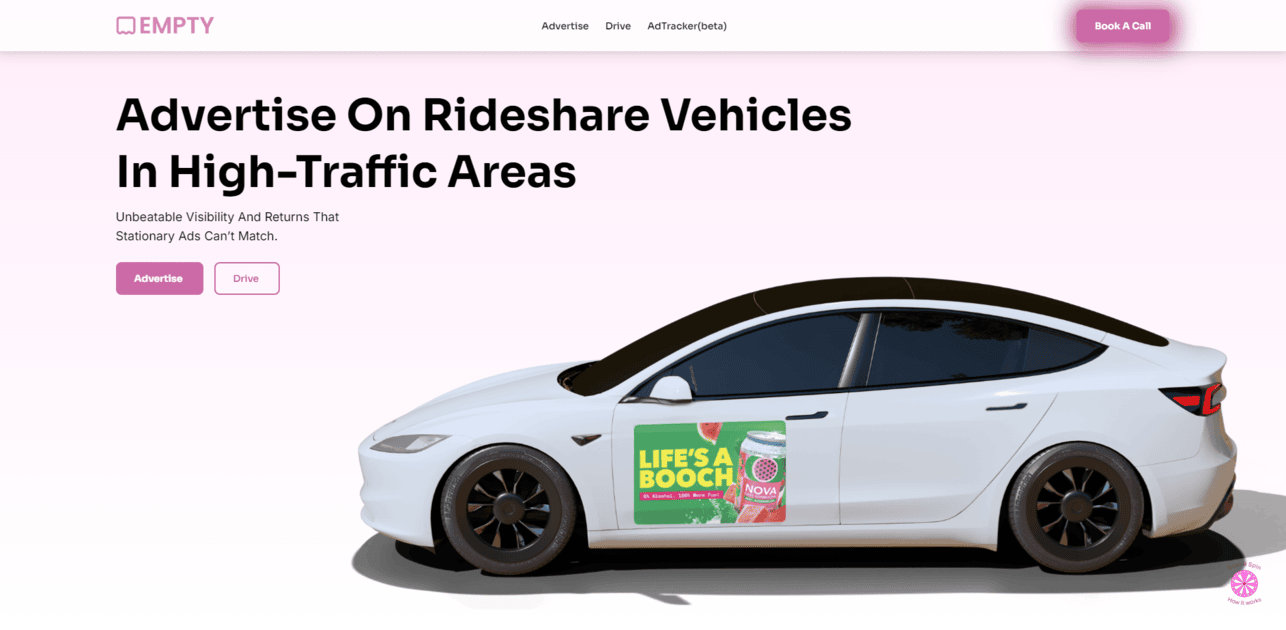 EMPTY
Advertise
Drive
AdTracker(beta)
Book A Call
Advertise On Rideshare Vehicles
In High-Traffic Areas
Unbeatable Visibility And Returns That
Stationary Ads Can't Match.
Advertise
Drive
LIFE'S A
BOOCH
0% Alcohol. 100% More Fun!
NOVA
Spin
How it works